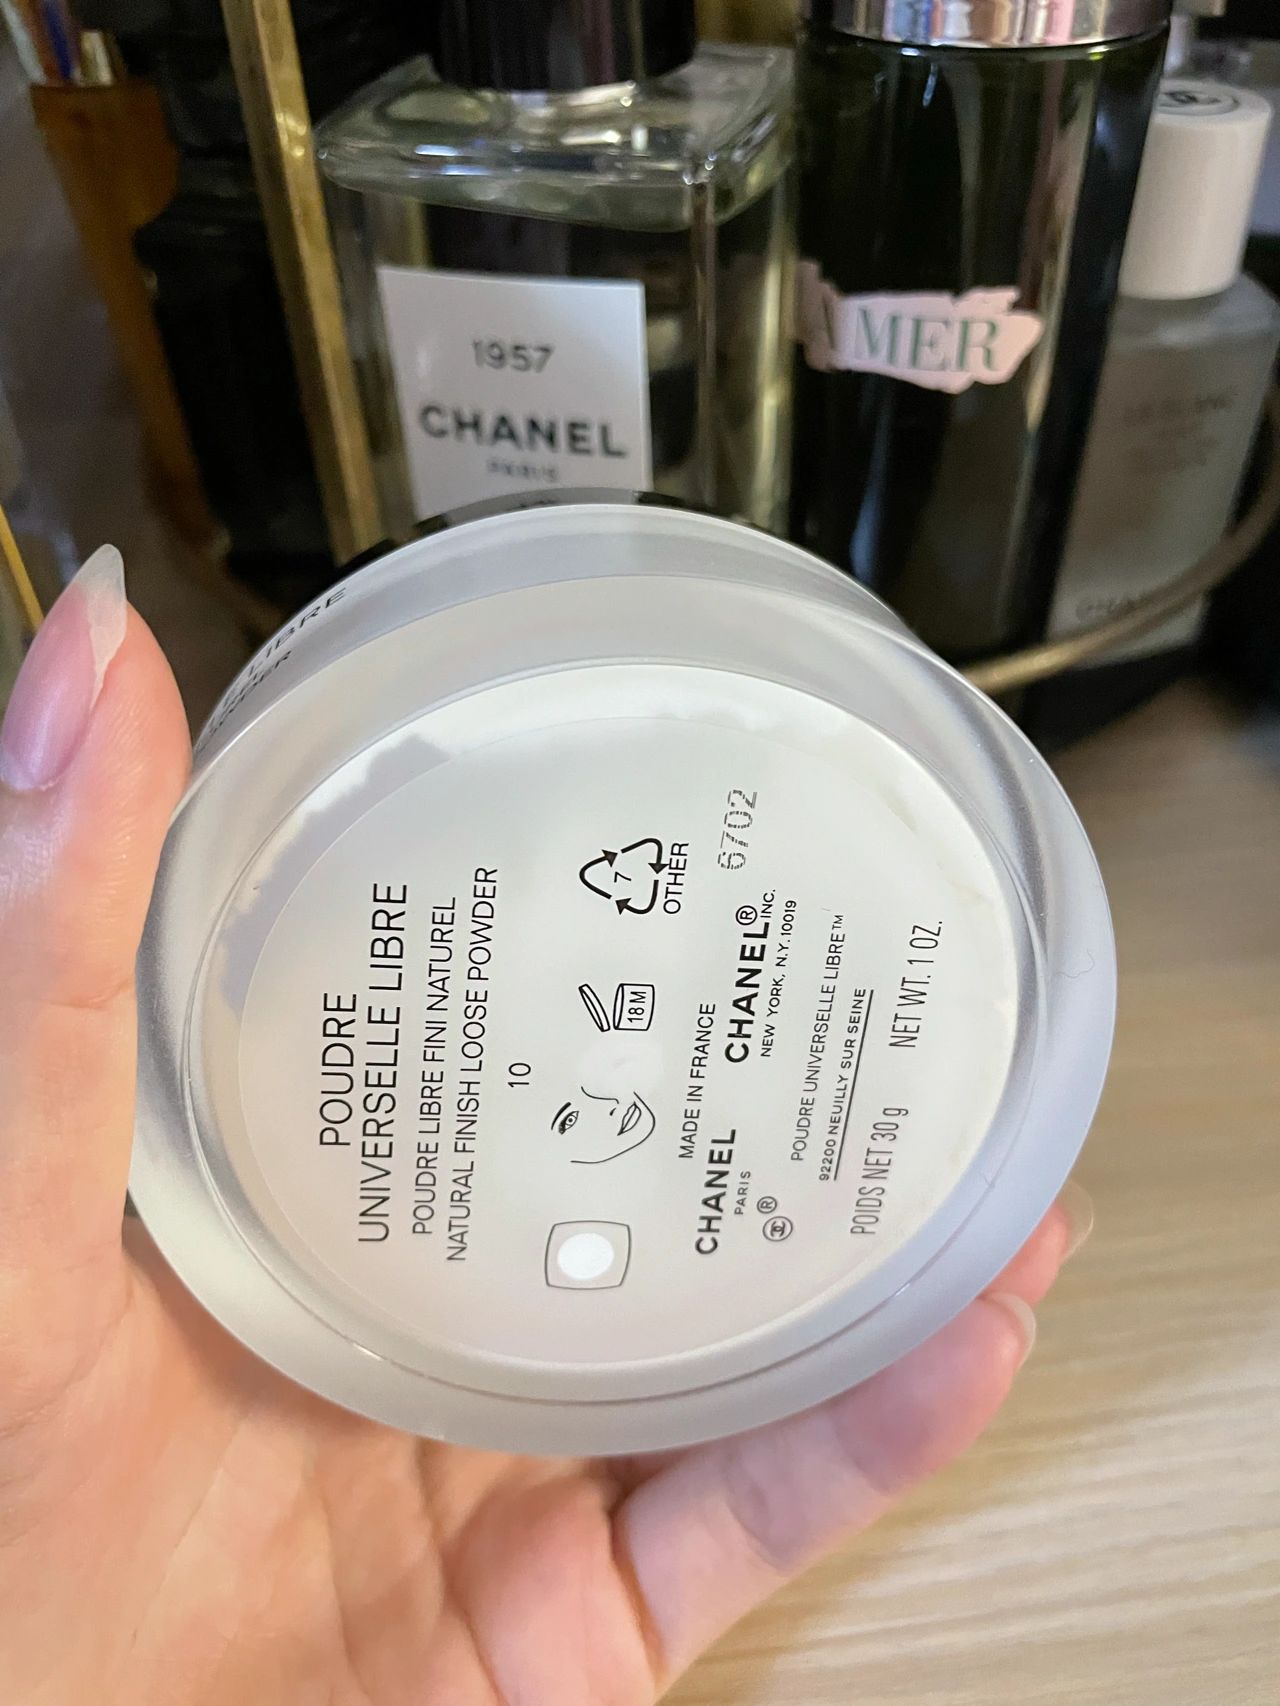 1957
CHANEL
PARIS
MER
POUDRE
UNIVERSELLE LIBRE
POUDRE LIBRE FINI NATUREL
NATURAL FINISH LOOSE POWDER
10
18M
7
OTHER
MADE IN FRANCE
CHANEL
PARIS
CHANEL® INC.
NEW YORK, N.Y. 10019
6702
®
POUDRE UNIVERSELLE LIBRE™
92200 NEUILLY SUR SEINE
POIDS NET 30 g NET WT. 1 OZ.
LIBRE
POWDER